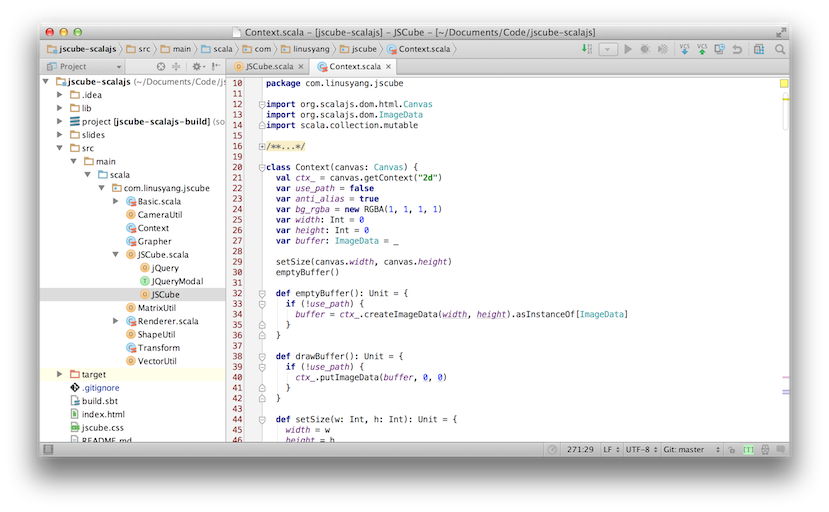 Context.scala – [jscube-scalajs] – JSCube – [~/Documents/Code/jscube-scalajs]
jscube-scalajs src main scala com linusyang jscube Context.scala
Project
JSCube.scala × Context.scala ×
jscube-scalajs (~/Documents/Code/j
.idea
lib
project [jscube-scalajs-build] (so
slides
src
main
scala
com.linusyang.jscube
Basic.scala
CameraUtil
Context
Grapher
JSCube.scala
jQuery
JQueryModal
JSCube
MatrixUtil
Renderer.scala
ShapeUtil
Transform
VectorUtil
target
.gitignore
build.sbt
index.html
jscube.css
README.md
10 package com.linusyang.jscube
11
12 import org.scalajs.dom.html.Canvas
13 import org.scalajs.dom.ImageData
14 import scala.collection.mutable
15
16 /**...*/
19
20 class Context(canvas: Canvas) {
21 val ctx_ = canvas.getContext("2d")
22 var use_path = false
23 var anti_alias = true
24 var bg_rgba = new RGBA(1, 1, 1, 1)
25 var width: Int = 0
26 var height: Int = 0
27 var buffer: ImageData = _
28
29 setSize(canvas.width, canvas.height)
30 emptyBuffer()
31
32 def emptyBuffer(): Unit = {
33 if (!use_path) {
34 buffer = ctx_.createImageData(width, height).asInstanceOf[ImageData]
35 }
36 }
37
38 def drawBuffer(): Unit = {
39 if (!use_path) {
40 ctx_.putImageData(buffer, 0, 0)
41 }
42 }
43
44 def setSize(w: Int, h: Int): Unit = {
45 width = w
46 height = h
271:29 LF UTF-8 Git: master